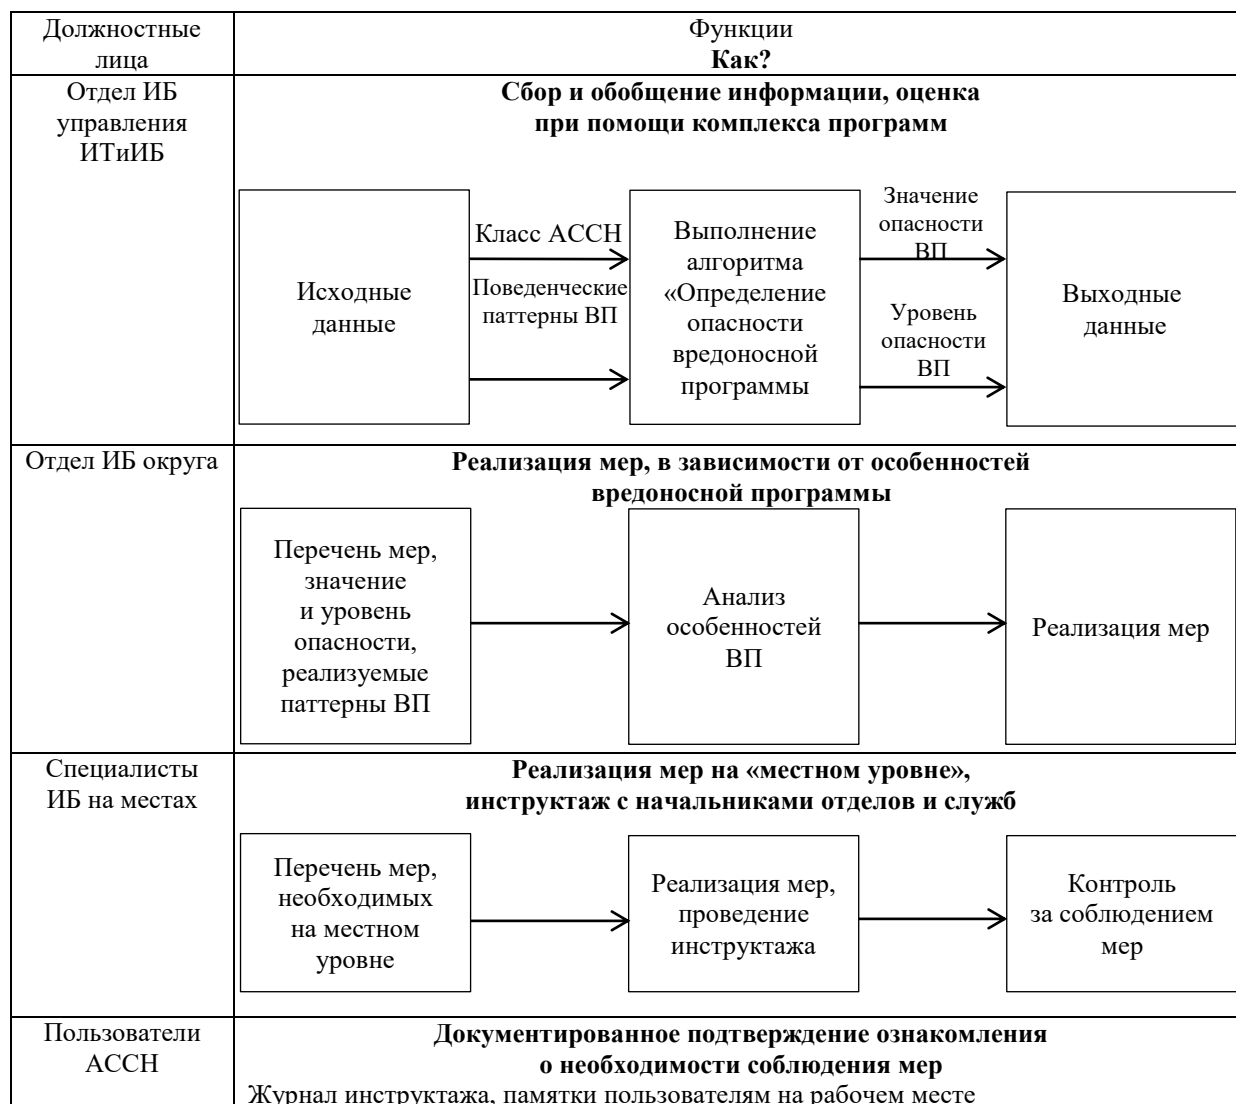 Должностные
лица
Функции
Как?
Отдел ИБ
управления
ИТиИБ
Сбор и обобщение информации, оценка
при помощи комплекса программ
Исходные
данные
Класс АССН
Поведенческие
паттерны ВП
Выполнение
алгоритма
«Определение
опасности
вредоносной
программы
Значение
опасности
ВП
Уровень
опасности
ВП
Выходные
данные
Отдел ИБ округа
Реализация мер, в зависимости от особенностей
вредоносной программы
Перечень мер,
значение
и уровень
опасности,
реализуемые
паттерны ВП
Анализ
особенностей
ВП
Реализация мер
Специалисты
ИБ на местах
Реализация мер на «местном уровне»,
инструктаж с начальниками отделов и служб
Перечень мер,
необходимых
на местном
уровне
Реализация мер,
проведение
инструктажа
Контроль
за соблюдением
мер
Пользователи
АССН
Документированное подтверждение ознакомления
о необходимости соблюдения мер
Журнал инструктажа, памятки пользователям на рабочем месте